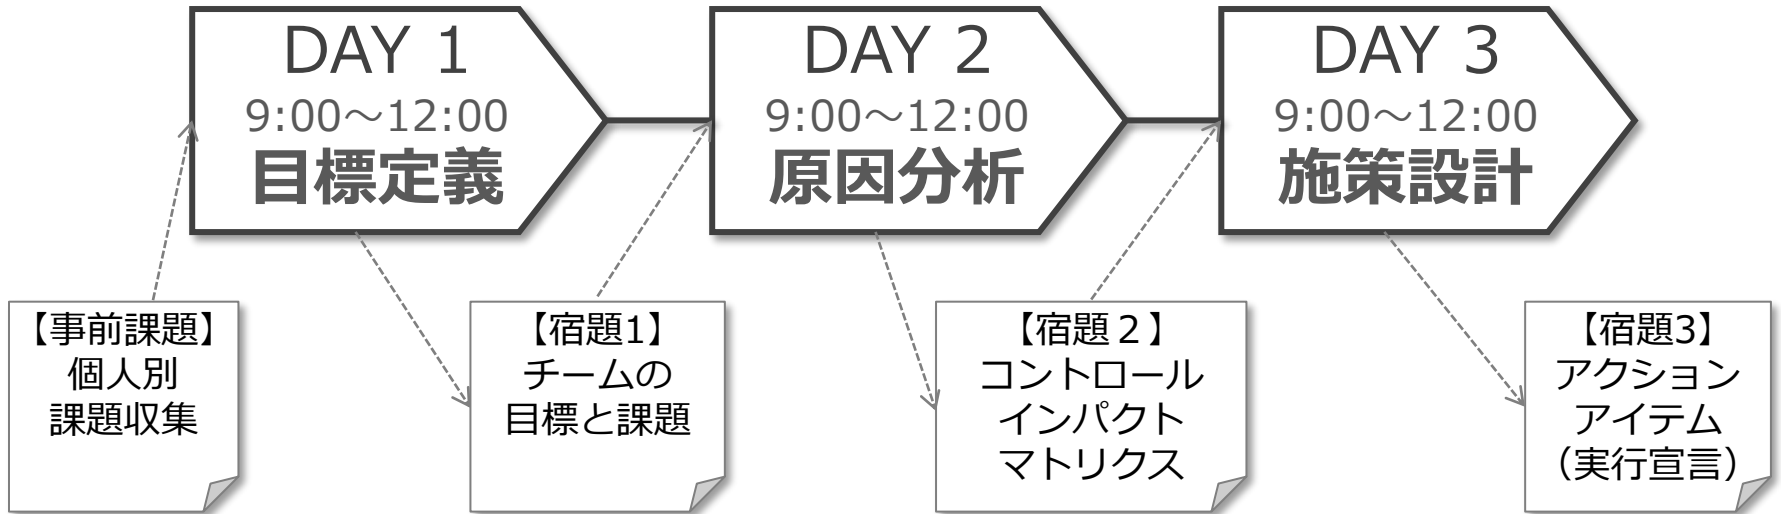 DAY 1
9:00～12:00
目標定義
DAY 2
9:00～12:00
原因分析
DAY 3
9:00～12:00
施策設計
【事前課題】
個人別
課題収集
【宿題1】
チームの
目標と課題
【宿題２】
コントロール
インパクト
マトリクス
【宿題3】
アクション
アイテム
（実行宣言）